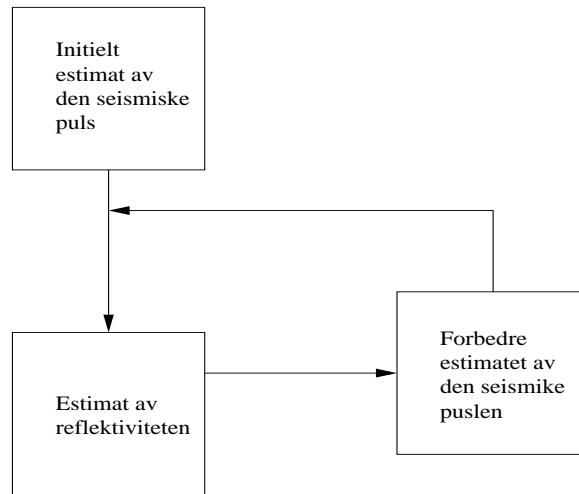 Initielt
estimat av
den seismiske
puls
Forbedre
estimatet av
den seismike
puslen
Estimat av
reflektiviteten